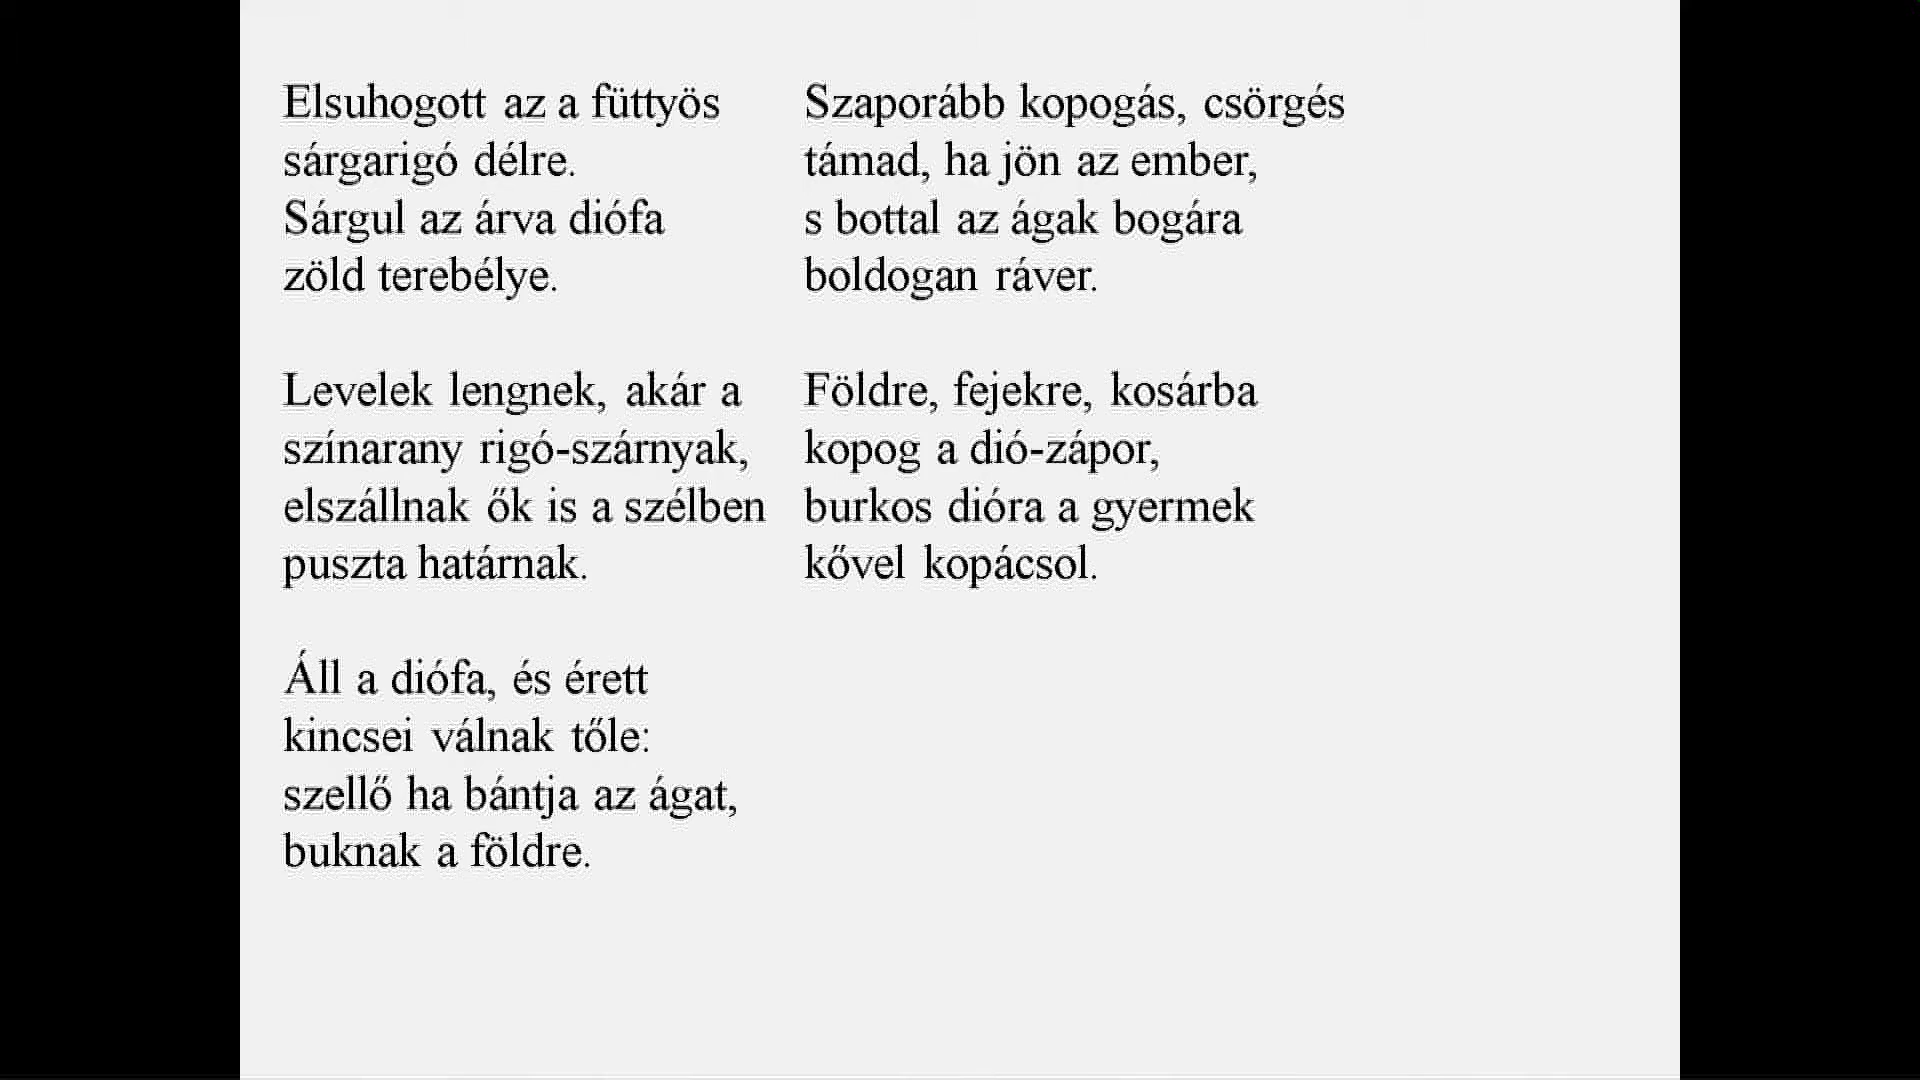 Elsuhogott az a füttyös
sárgarigó délre.
Sárgul az árva diófa
zöld terebélye.
Levelek lengnek, akár a
színarany rigó-szárnyak,
elszállnak ők is a szélben
puszta határnak.
Áll a diófa, és érett
kincsei válnak tőle:
szellő ha bántja az ágat,
buknak a földre.
Szaporább kopogás, csörgés
támad, ha jön az ember,
s bottal az ágak bogára
boldogan ráver.
Földre, fejekre, kosárba
kopog a dió-zápor,
burkos dióra a gyermek
kővel kopácsol.